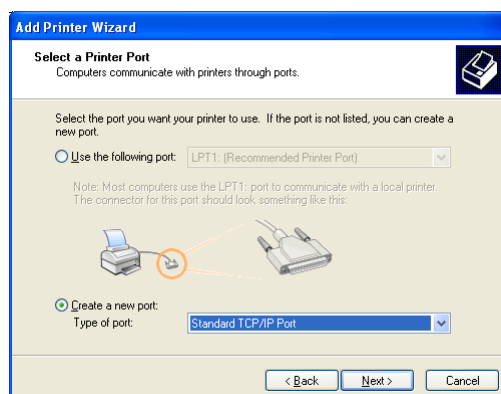 Add Printer Wizard
Select a Printer Port
Computers communicate with printers through ports.
Select the port you want your printer to use. If the port is not listed, you can create a
new port.
Use the following port: LPT1: (Recommended Printer Port)
Note: Most computers use the LPT1: port to communicate with a local printer.
The connector for this port should look something like this:
Create a new port:
Type of port: Standard TCP/IP Port
< Back Next > Cancel